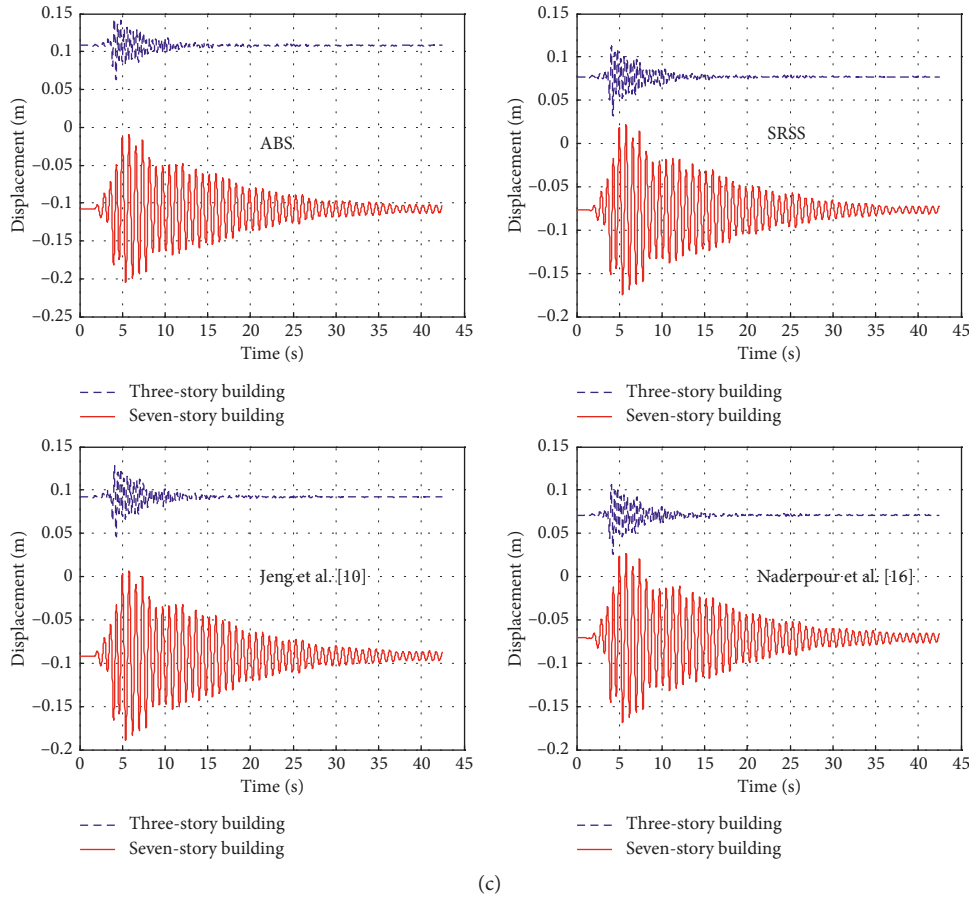 0.15
0.1
0.05
0
−0.05
−0.1
−0.15
−0.2
−0.25
Displacement (m)
ABS
0 5 10 15 20 25 30 35 40 45
Time (s)
Three-story building
Seven-story building
0.15
0.1
0.05
0
−0.05
−0.1
−0.15
−0.2
Displacement (m)
SRSS
0 5 10 15 20 25 30 35 40 45
Time (s)
Three-story building
Seven-story building
0.15
0.1
0.05
0
−0.05
−0.1
−0.15
−0.2
Displacement (m)
Jeng et al. [10]
0 5 10 15 20 25 30 35 40 45
Time (s)
Three-story building
Seven-story building
0.15
0.1
0.05
0
−0.05
−0.1
−0.15
−0.2
Displacement (m)
Naderpour et al. [16]
0 5 10 15 20 25 30 35 40 45
Time (s)
Three-story building
Seven-story building
(c)